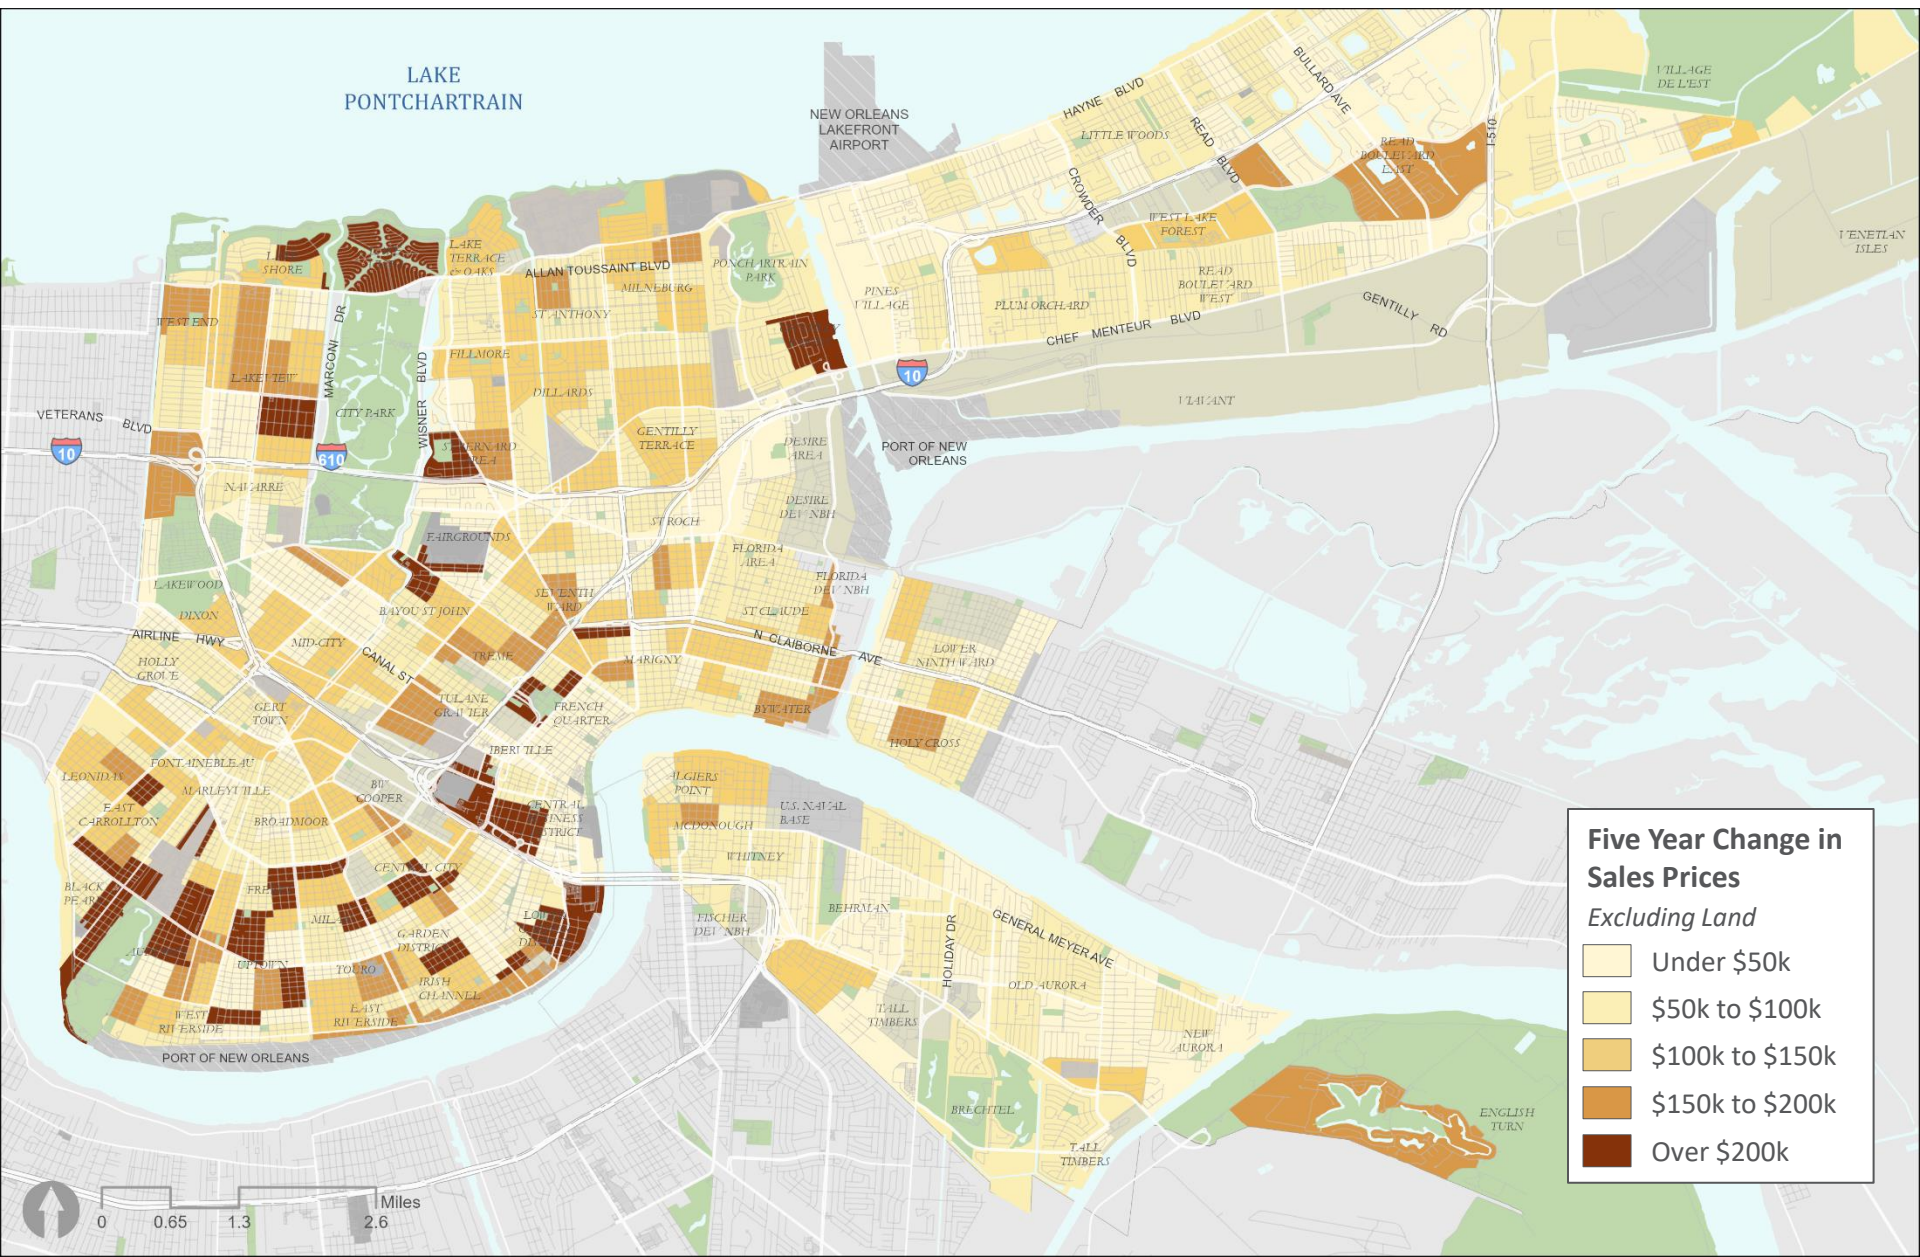 LAKE
PONTCHARTRAIN
NEW ORLEANS
LAKEFRONT
AIRPORT
HAYNE BLVD
LITTLE WOODS
READ BLVD
BULLARD AVE
I-510
VILLAGE
DE L'EST
READ
BOULEVARD
EAST
CROWDER BLVD
WEST LAKE
FOREST
VENETIAN
ISLES
SHORE
LAKE
TERRACE
& OAKS
ALLAN TOUSSAINT BLVD
MILNEBURG
PONCHARTRAIN
PARK
PINES
VILLAGE
PLUM ORCHARD
READ
BOULEVARD
WEST
GENTILLY RD
CHEF MENTEUR BLVD
WEST END
ST ANTHONY
MARCONI DR
WISNER BLVD
FILLMORE
LAKEVIEW
DILLARDS
CITY PARK
VETERANS BLVD
10
610
10
VIAVANT
GENTILLY
TERRACE
DESIRE
AREA
PORT OF NEW
ORLEANS
NAVARRE
DESIRE
DEV NBH
ST ROCH
FAIRGROUNDS
FLORIDA
AREA
FLORIDA
DEV NBH
LAKEWOOD
DIXON
BAYOU ST JOHN
SEVENTH
WARD
ST CLAUDE
AIRLINE HWY
MID-CITY
CANAL ST
TREME
N CLAIBORNE AVE
LOWER
NINTH WARD
HOLLY
GROVE
MARIGNY
GERT
TOWN
TULANE
GRAVIER
FRENCH
QUARTER
BYWATER
HOLY CROSS
IBERVILLE
LEONIDAS
FONTAINEBLEAU
MARLEYVILLE
BW
COOPER
ALGIERS
POINT
U.S. NAVAL
BASE
EAST
CARROLLTON
BROADMOOR
CENTRAL
BUSINESS
DISTRICT
MCDONOUGH
WHITNEY
CENTRAL CITY
BLACK
PEARL
BEHRMAN
FISCHER
DEV NBH
HOLIDAY DR
GENERAL MEYER AVE
GARDEN
DISTRICT
UPTOWN
TOURO
IRISH
CHANNEL
EAST
RIVERSIDE
WEST
RIVERSIDE
OLD AURORA
TALL
TIMBERS
NEW
AURORA
PORT OF NEW ORLEANS
BRECHTEL
TALL
TIMBERS
ENGLISH
TURN
Five Year Change in
Sales Prices
Excluding Land
Under $50k
$50k to $100k
$100k to $150k
$150k to $200k
Over $200k
Miles
0 0.65 1.3 2.6